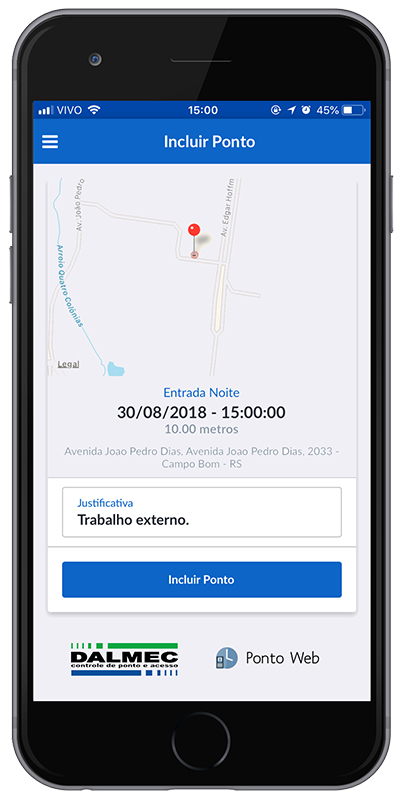 VIVO 15:00 45%
Incluir Ponto
Av. João Pedro
Av. Edgar Hoffm
Arroio Quatro Colônias
Legal
Entrada Noite
30/08/2018 - 15:00:00
10.00 metros
Avenida Joao Pedro Dias, Avenida Joao Pedro Dias, 2033 -
Campo Bom - RS
Justificativa
Trabalho externo.
Incluir Ponto
DALMEC
controle de ponto e acesso
Ponto Web